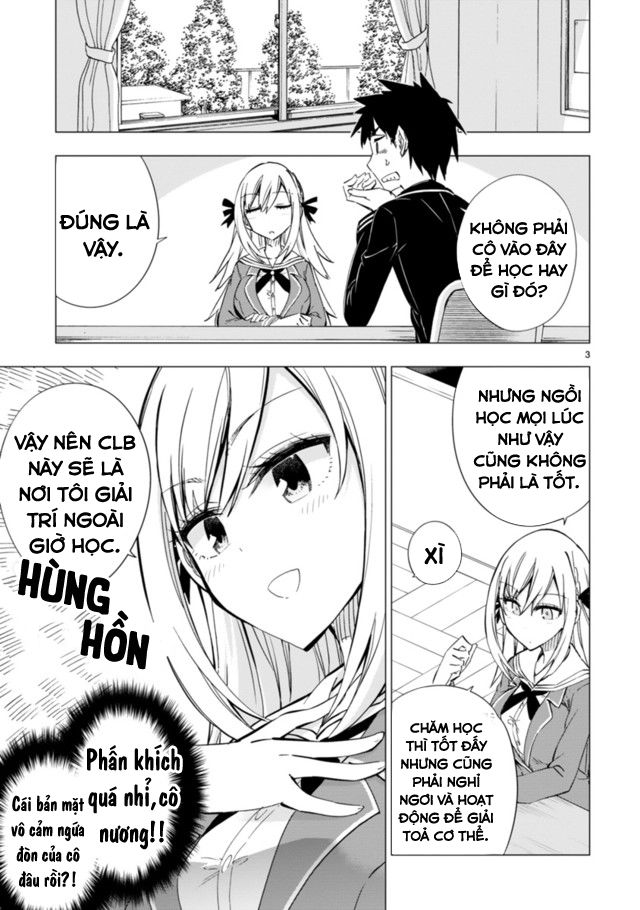 KHÔNG PHẢI
CÔ VÀO ĐÂY
ĐỂ HỌC HAY
GÌ ĐÓ?
ĐÚNG LÀ
VẬY.
3
NHƯNG NGỒI
HỌC MỌI LÚC
NHƯ VẬY
CŨNG KHÔNG
PHẢI LÀ TỐT.
XÌ
CHĂM HỌC
THÌ TỐT ĐẤY
NHƯNG CŨNG
PHẢI NGHỈ
NGƠI VÀ HOẠT
ĐỘNG ĐỂ GIẢI
TOẢ CƠ THỂ.
VẬY NÊN CLB
NÀY SẼ LÀ
NƠI TÔI GIẢI
TRÍ NGOÀI
GIỜ HỌC.
HÙNG
HỒN
Phấn khích
quá nhỉ,cô
nương!!
Cái bản mặt
vô cảm ngứa
đòn của cô
đâu rồi?!